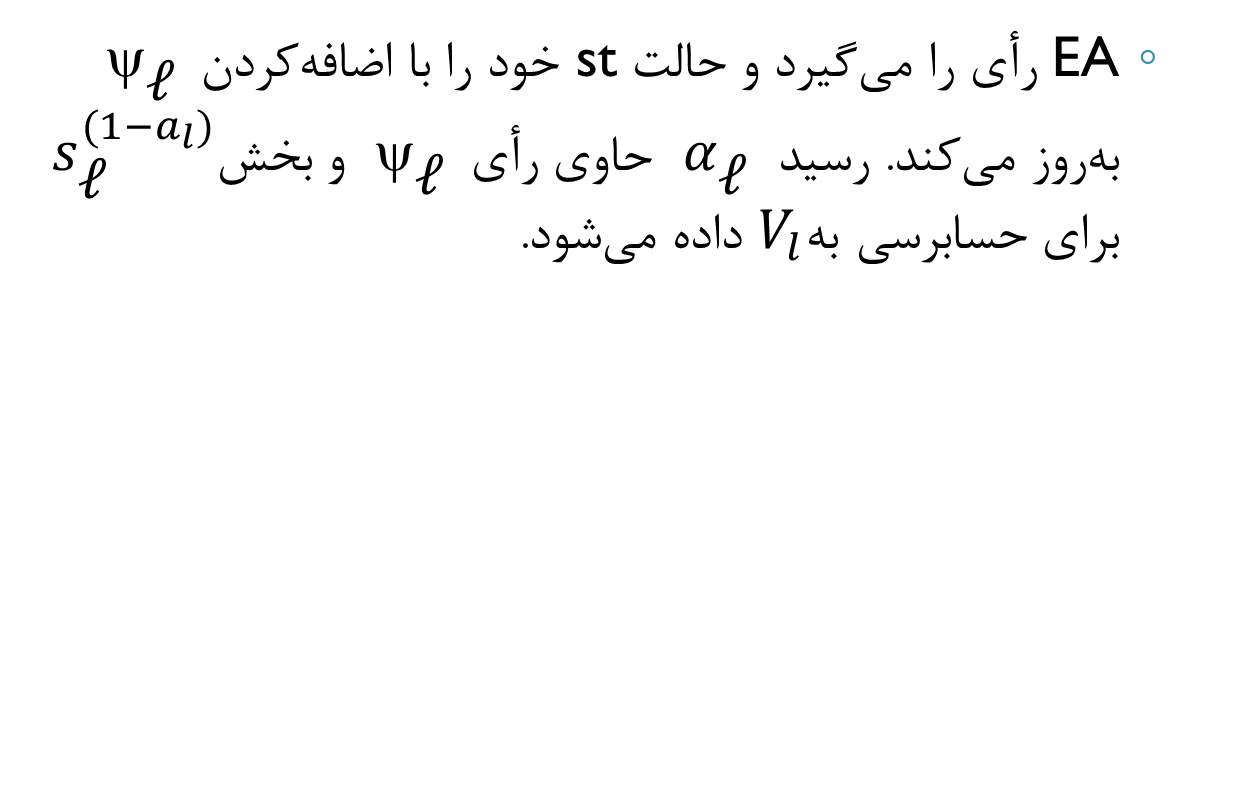 ◦ EA رأی را می‌گیرد و حالت st خود را با اضافه‌کردن ψ_ℓ
به‌روز می‌کند. رسید α_ℓ حاوی رأی ψ_ℓ و بخش s_ℓ^(1−a_l)
برای حسابرسی به V_l داده می‌شود.